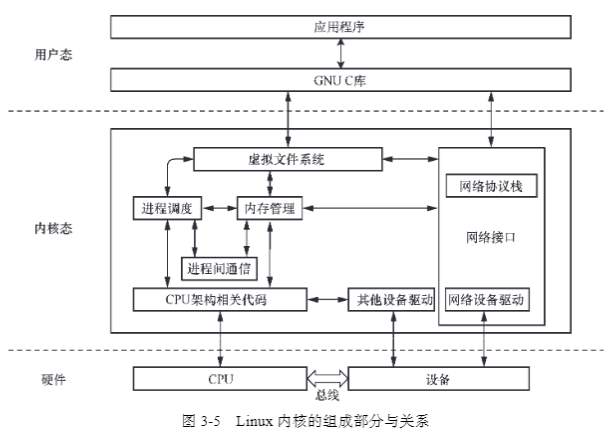 应用程序
用户态
GNU C库
虚拟文件系统
网络协议栈
进程调度
内存管理
内核态
网络接口
进程间通信
CPU架构相关代码
其他设备驱动
网络设备驱动
硬件
CPU
总线
设备
图 3-5 Linux 内核的组成部分与关系